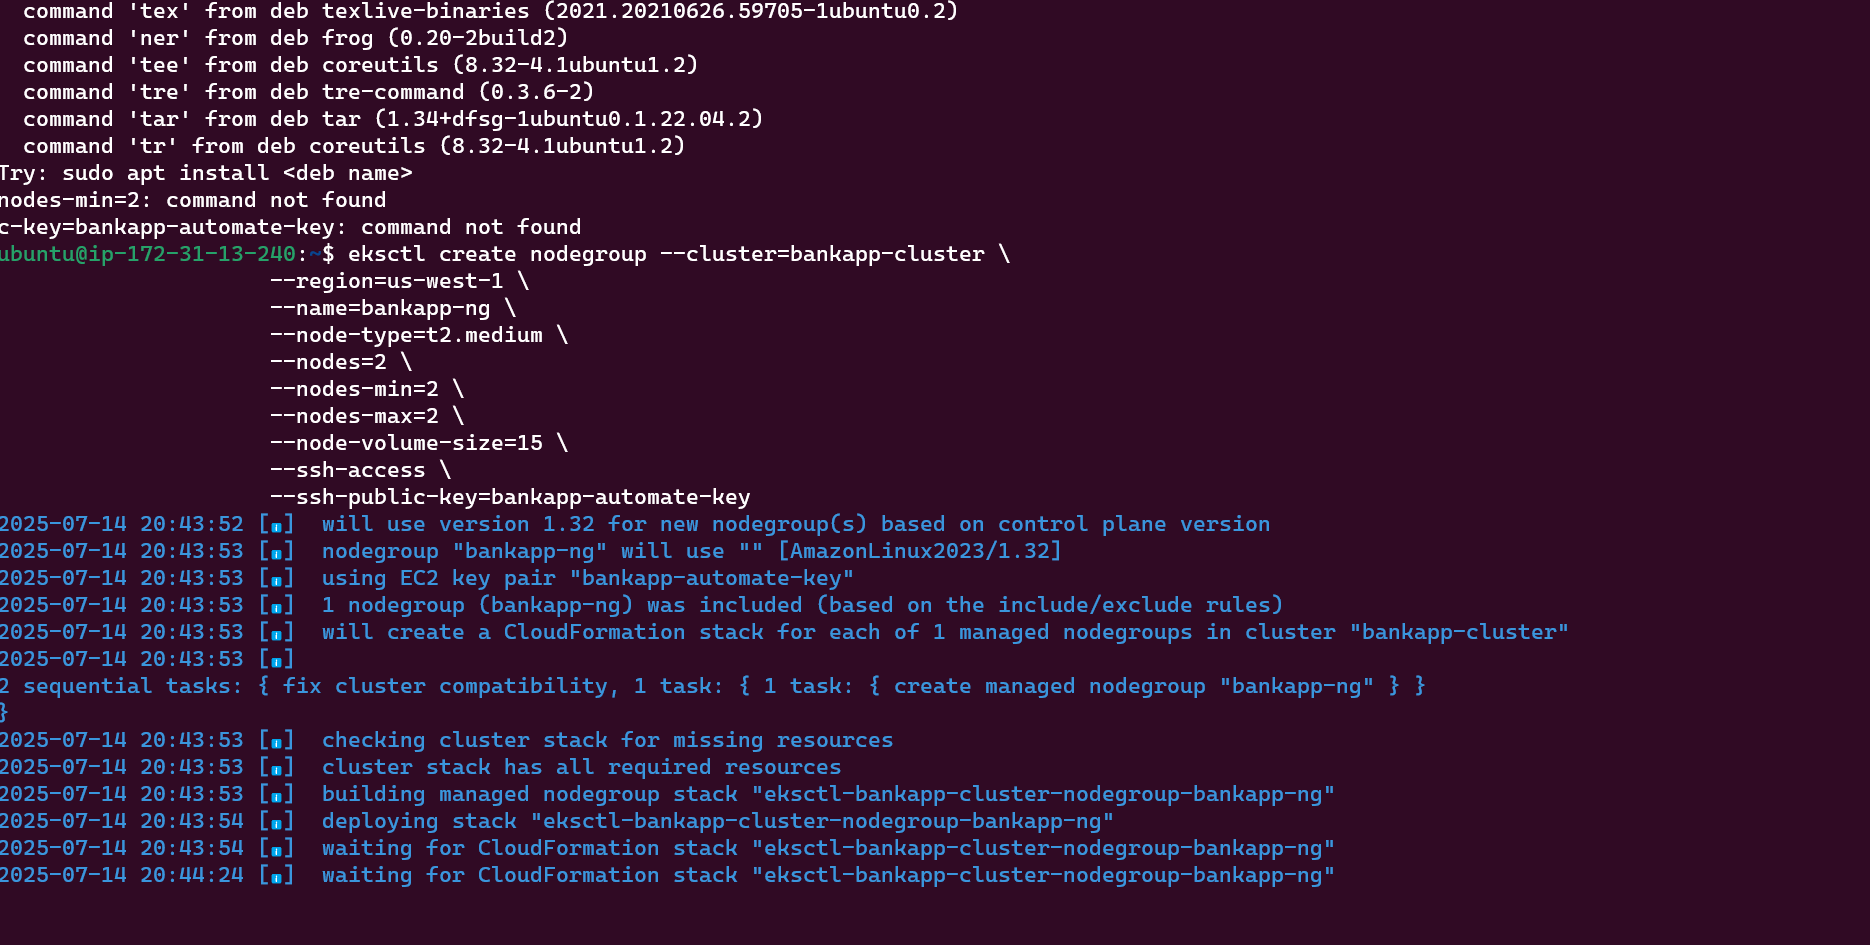 command 'tex' from deb texlive-binaries (2021.20210626.59705-1ubuntu0.2)
command 'ner' from deb frog (0.20-2build2)
command 'tee' from deb coreutils (8.32-4.1ubuntu1.2)
command 'tre' from deb tre-command (0.3.6-2)
command 'tar' from deb tar (1.34+dfsg-1ubuntu0.1.22.04.2)
command 'tr' from deb coreutils (8.32-4.1ubuntu1.2)
Try: sudo apt install <deb name>
nodes-min=2: command not found
c-key=bankapp-automate-key: command not found
ubuntu@ip-172-31-13-240:~$ eksctl create nodegroup --cluster=bankapp-cluster \
--region=us-west-1 \
--name=bankapp-ng \
--node-type=t2.medium \
--nodes=2 \
--nodes-min=2 \
--nodes-max=2 \
--node-volume-size=15 \
--ssh-access \
--ssh-public-key=bankapp-automate-key
2025-07-14 20:43:52 [ℹ]  will use version 1.32 for new nodegroup(s) based on control plane version
2025-07-14 20:43:53 [ℹ]  nodegroup "bankapp-ng" will use "" [AmazonLinux2023/1.32]
2025-07-14 20:43:53 [ℹ]  using EC2 key pair "bankapp-automate-key"
2025-07-14 20:43:53 [ℹ]  1 nodegroup (bankapp-ng) was included (based on the include/exclude rules)
2025-07-14 20:43:53 [ℹ]  will create a CloudFormation stack for each of 1 managed nodegroups in cluster "bankapp-cluster"
2025-07-14 20:43:53 [ℹ]
2 sequential tasks: { fix cluster compatibility, 1 task: { 1 task: { create managed nodegroup "bankapp-ng" } }
}
2025-07-14 20:43:53 [ℹ]  checking cluster stack for missing resources
2025-07-14 20:43:53 [ℹ]  cluster stack has all required resources
2025-07-14 20:43:53 [ℹ]  building managed nodegroup stack "eksctl-bankapp-cluster-nodegroup-bankapp-ng"
2025-07-14 20:43:54 [ℹ]  deploying stack "eksctl-bankapp-cluster-nodegroup-bankapp-ng"
2025-07-14 20:43:54 [ℹ]  waiting for CloudFormation stack "eksctl-bankapp-cluster-nodegroup-bankapp-ng"
2025-07-14 20:44:24 [ℹ]  waiting for CloudFormation stack "eksctl-bankapp-cluster-nodegroup-bankapp-ng"